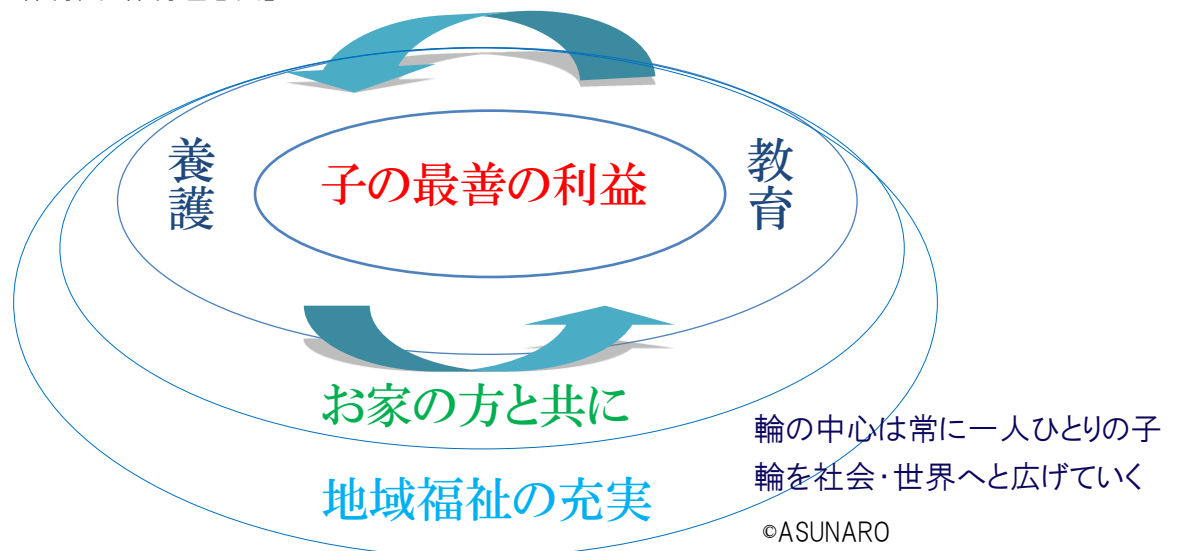 養護
子の最善の利益
教育
お家の方と共に
地域福祉の充実
輪の中心は常に一人ひとりの子
輪を社会・世界へと広げていく
©ASUNARO